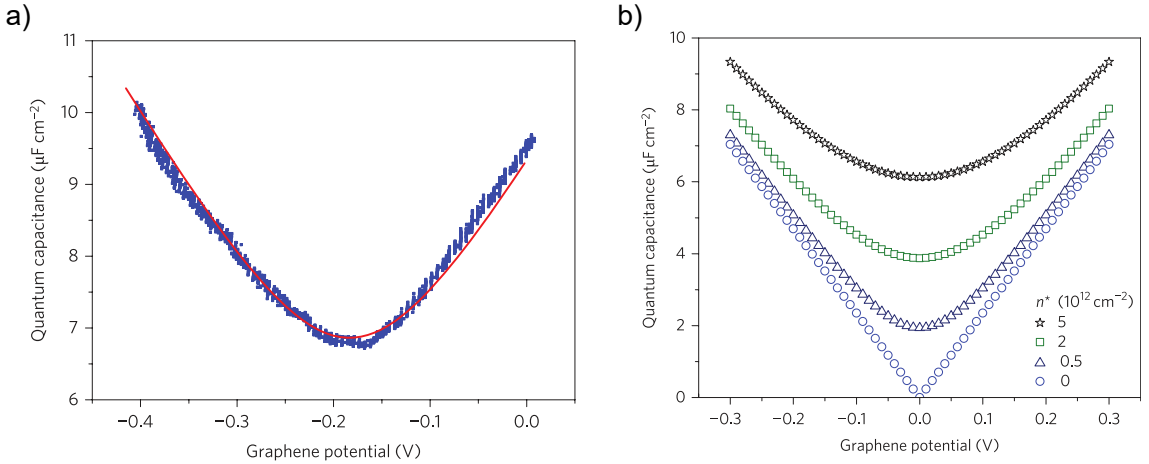 a)
11
10
9
8
7
6
Quantum capacitance (µF cm⁻²)
−0.4 −0.3 −0.2 −0.1 0.0
Graphene potential (V)
b)
10
8
6
4
2
0
Quantum capacitance (µF cm⁻²)
n* (10¹² cm⁻²)
5
2
0.5
0
−0.3 −0.2 −0.1 0.0 0.1 0.2 0.3
Graphene potential (V)